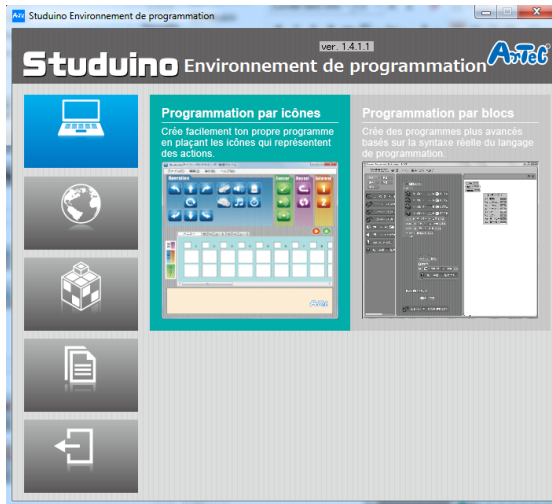 Studuino Environnement de programmation
ver. 1.4.1.1
Studuino Environnement de programmation
ArTeC
Programmation par icônes
Crée facilement ton propre programme
en plaçant les icônes qui représentent
des actions.
Programmation par blocs
Crée des programmes plus avancés
basés sur la syntaxe réelle du langage
de programmation.